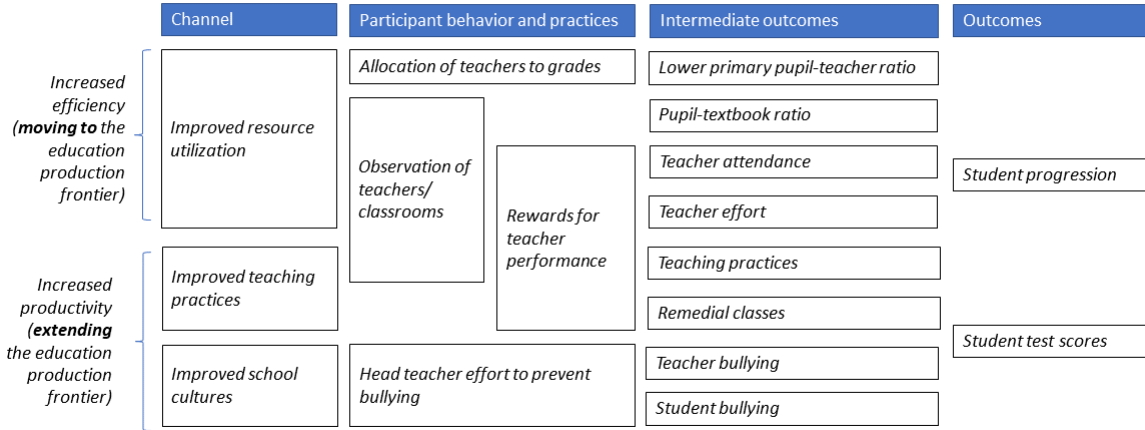 Channel
Participant behavior and practices
Intermediate outcomes
Outcomes
Increased
efficiency
(moving to the
education
production
frontier)
Improved resource
utilization
Allocation of teachers to grades
Observation of
teachers/
classrooms
Rewards for
teacher
performance
Lower primary pupil-teacher ratio
Pupil-textbook ratio
Teacher attendance
Teacher effort
Student progression
Increased
productivity
(extending
the education
production
frontier)
Improved teaching
practices
Improved school
cultures
Head teacher effort to prevent
bullying
Teaching practices
Remedial classes
Teacher bullying
Student bullying
Student test scores